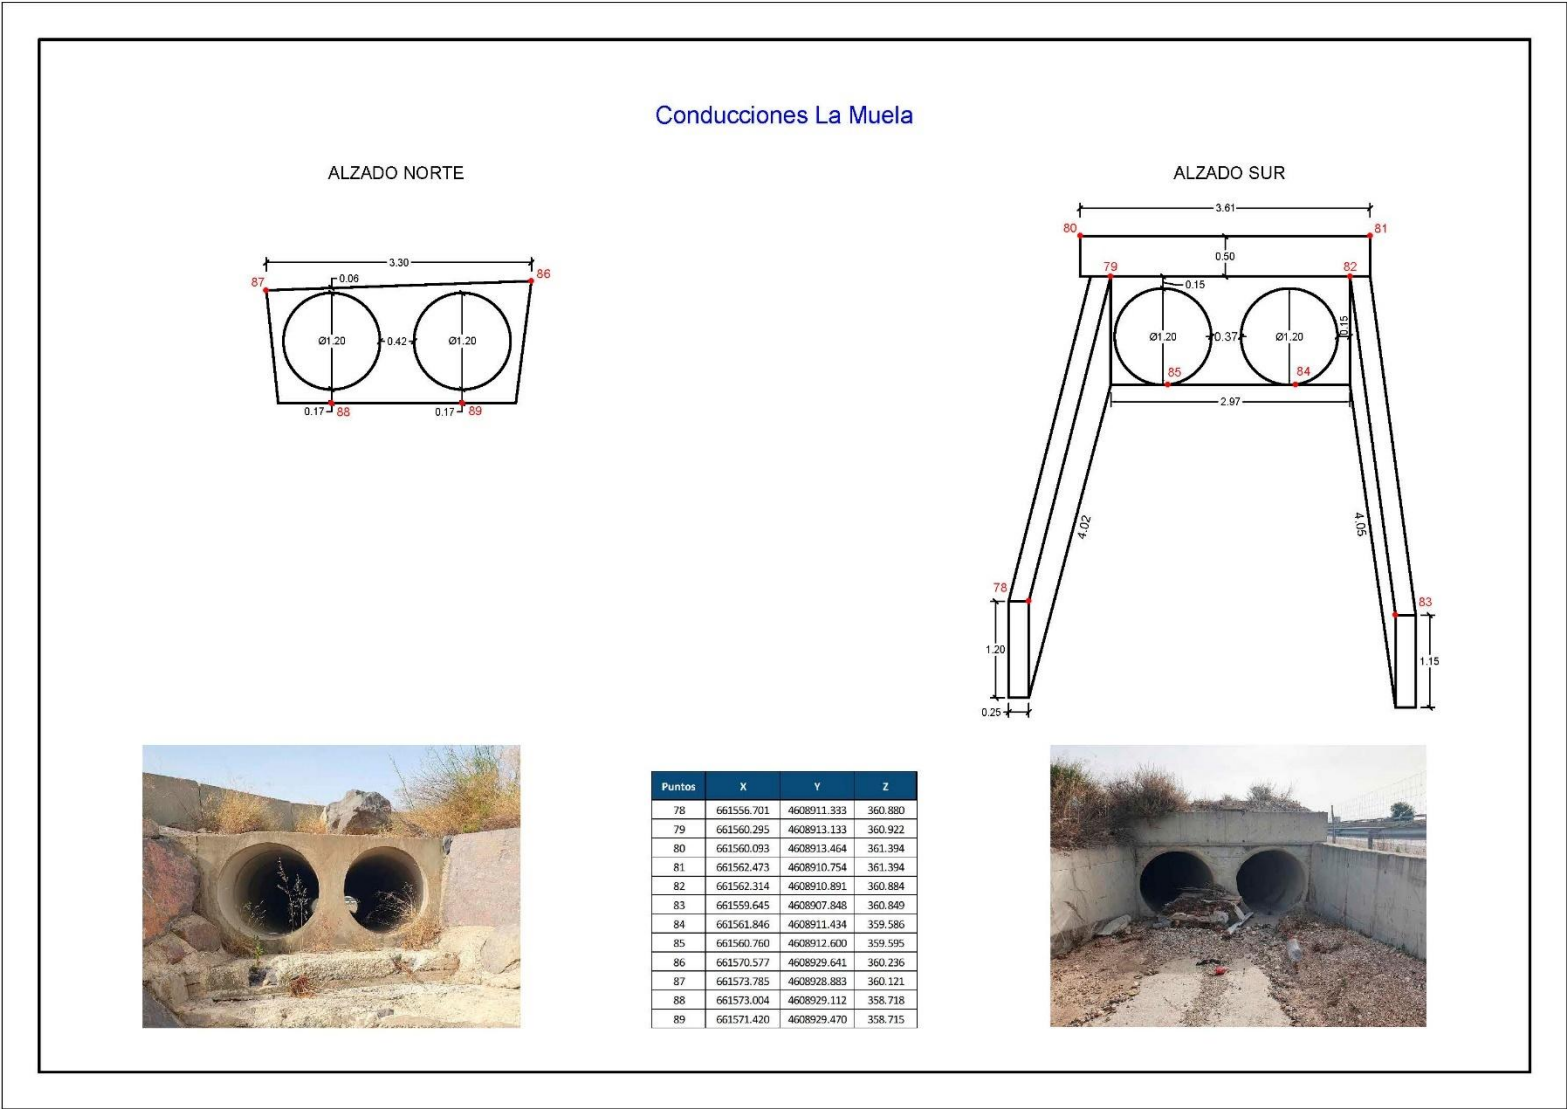 Conducciones La Muela
ALZADO NORTE
3.30
87
86
0.06
Ø1.20
0.42
Ø1.20
0.17
88
0.17
89
ALZADO SUR
3.61
80
81
0.50
79
82
0.15
0.15
Ø1.20
0.37
Ø1.20
85
84
2.97
4.02
4.05
78
83
1.20
1.15
0.25
Puntos X Y Z
78 661556.701 4608911.333 360.880
79 661560.295 4608913.133 360.922
80 661560.093 4608913.464 361.394
81 661562.473 4608910.754 361.394
82 661562.314 4608910.891 360.884
83 661559.645 4608907.848 360.849
84 661561.846 4608911.434 359.586
85 661560.760 4608912.600 359.595
86 661570.577 4608929.641 360.236
87 661573.785 4608928.883 360.121
88 661573.004 4608929.112 358.718
89 661571.420 4608929.470 358.715